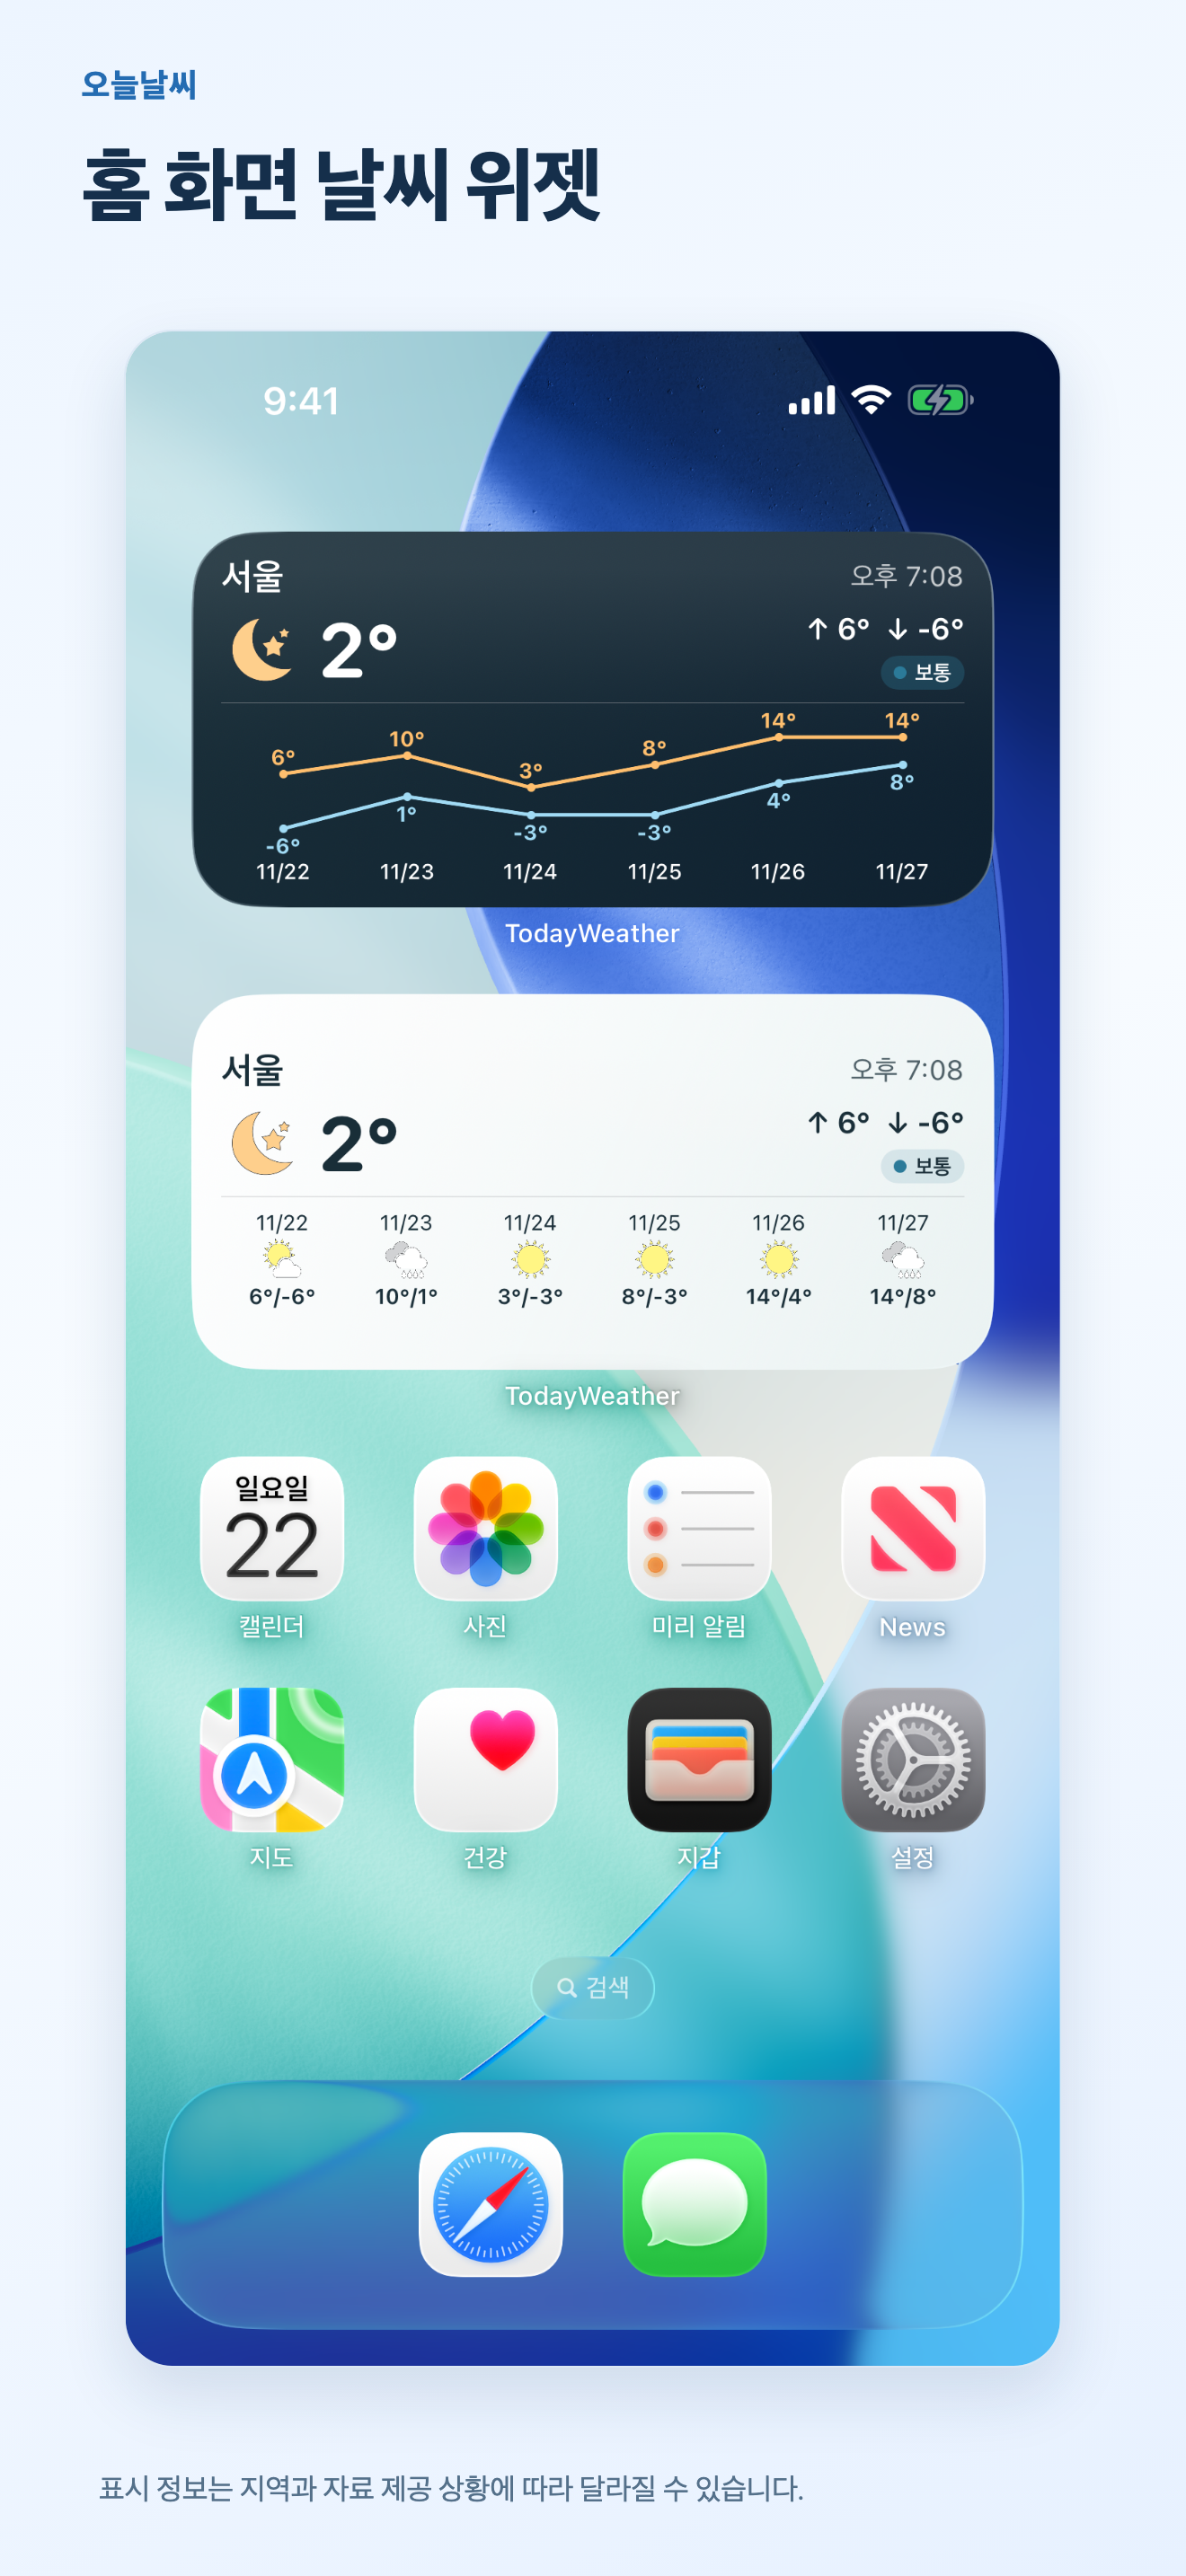 오늘날씨
홈 화면 날씨 위젯
9:41
서울 오후 7:08
2° ↑ 6° ↓ -6°
보통
6° 10° 3° 8° 14° 14°
-6° 1° -3° -3° 4° 8°
11/22 11/23 11/24 11/25 11/26 11/27
TodayWeather
서울 오후 7:08
2° ↑ 6° ↓ -6°
보통
11/22 11/23 11/24 11/25 11/26 11/27
6°/-6° 10°/1° 3°/-3° 8°/-3° 14°/4° 14°/8°
TodayWeather
일요일
22
캘린더 사진 미리 알림 News
지도 건강 지갑 설정
검색
표시 정보는 지역과 자료 제공 상황에 따라 달라질 수 있습니다.